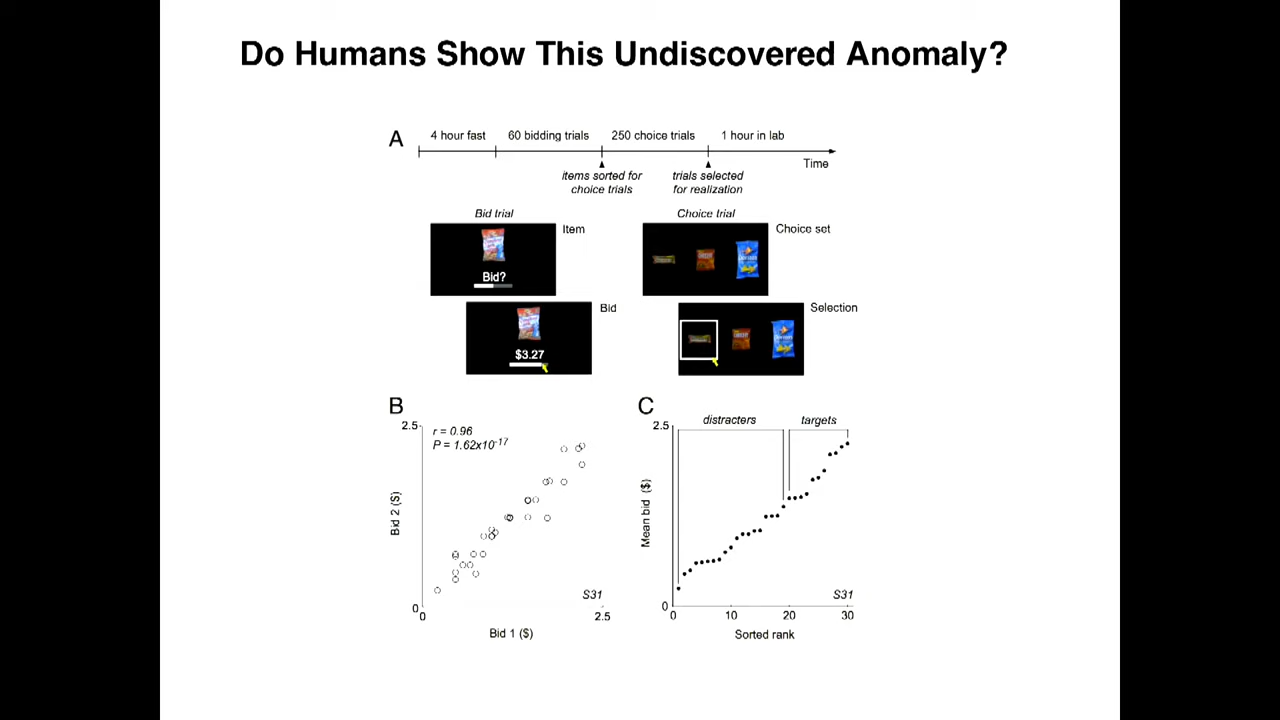 Do Humans Show This Undiscovered Anomaly?
A
4 hour fast
60 bidding trials
250 choice trials
1 hour in lab
Time
items sorted for
choice trials
trials selected
for realization
Bid trial
Item
Bid?
Bid
$3.27
Choice trial
Choice set
Selection
B
2.5
r = 0.96
P = 1.62x10-17
Bid 2 ($)
S31
0
0
2.5
Bid 1 ($)
C
distracters
targets
2.5
Mean bid ($)
S31
0
0
10
20
30
Sorted rank